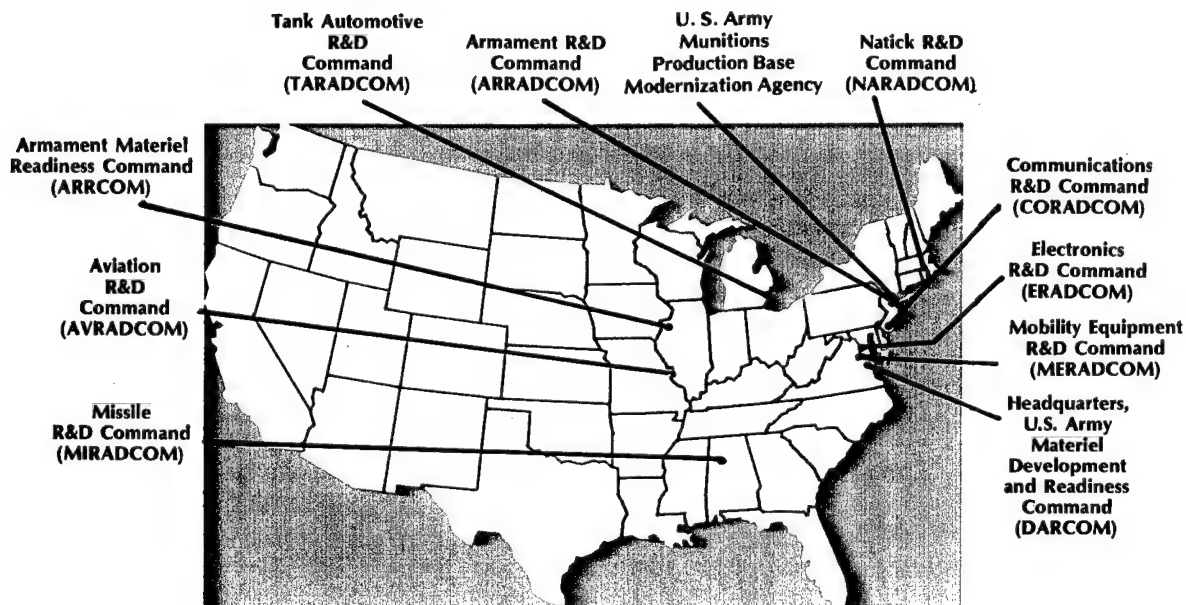 Tank Automotive
R&D
Command
(TARADCOM)
Armament R&D
Command
(ARRADCOM)
U. S. Army
Munitions
Production Base
Modernization Agency
Natick R&D
Command
(NARADCOM)
Armament Materiel
Readiness Command
(ARRCOM)
Communications
R&D Command
(CORADCOM)
Aviation
R&D
Command
(AVRADCOM)
Electronics
R&D Command
(ERADCOM)
Mobility Equipment
R&D Command
(MERADCOM)
Missile
R&D Command
(MIRADCOM)
Headquarters,
U.S. Army
Materiel
Development
and Readiness
Command
(DARCOM)